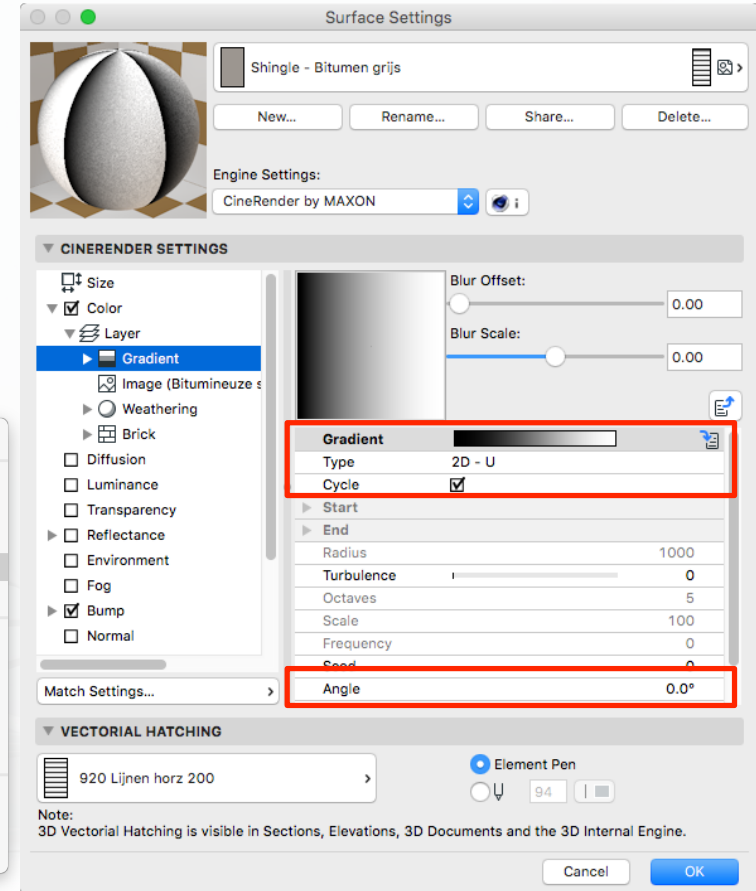 Surface Settings
Shingle - Bitumen grijs
New... Rename... Share... Delete...
Engine Settings:
CineRender by MAXON
i
CINERENDER SETTINGS
Size
Color
Layer
Gradient
Image (Bitumineuze s
Weathering
Brick
Diffusion
Luminance
Transparency
Reflectance
Environment
Fog
Bump
Normal
Match Settings...
Blur Offset:
0.00
Blur Scale:
0.00
Gradient
Type 2D - U
Cycle
Start
End
Radius 1000
Turbulence 0
Octaves 5
Scale 100
Frequency 0
Seed 0
Angle 0.0°
VECTORIAL HATCHING
920 Lijnen horz 200
Element Pen
94
Note:
3D Vectorial Hatching is visible in Sections, Elevations, 3D Documents and the 3D Internal Engine.
Cancel OK